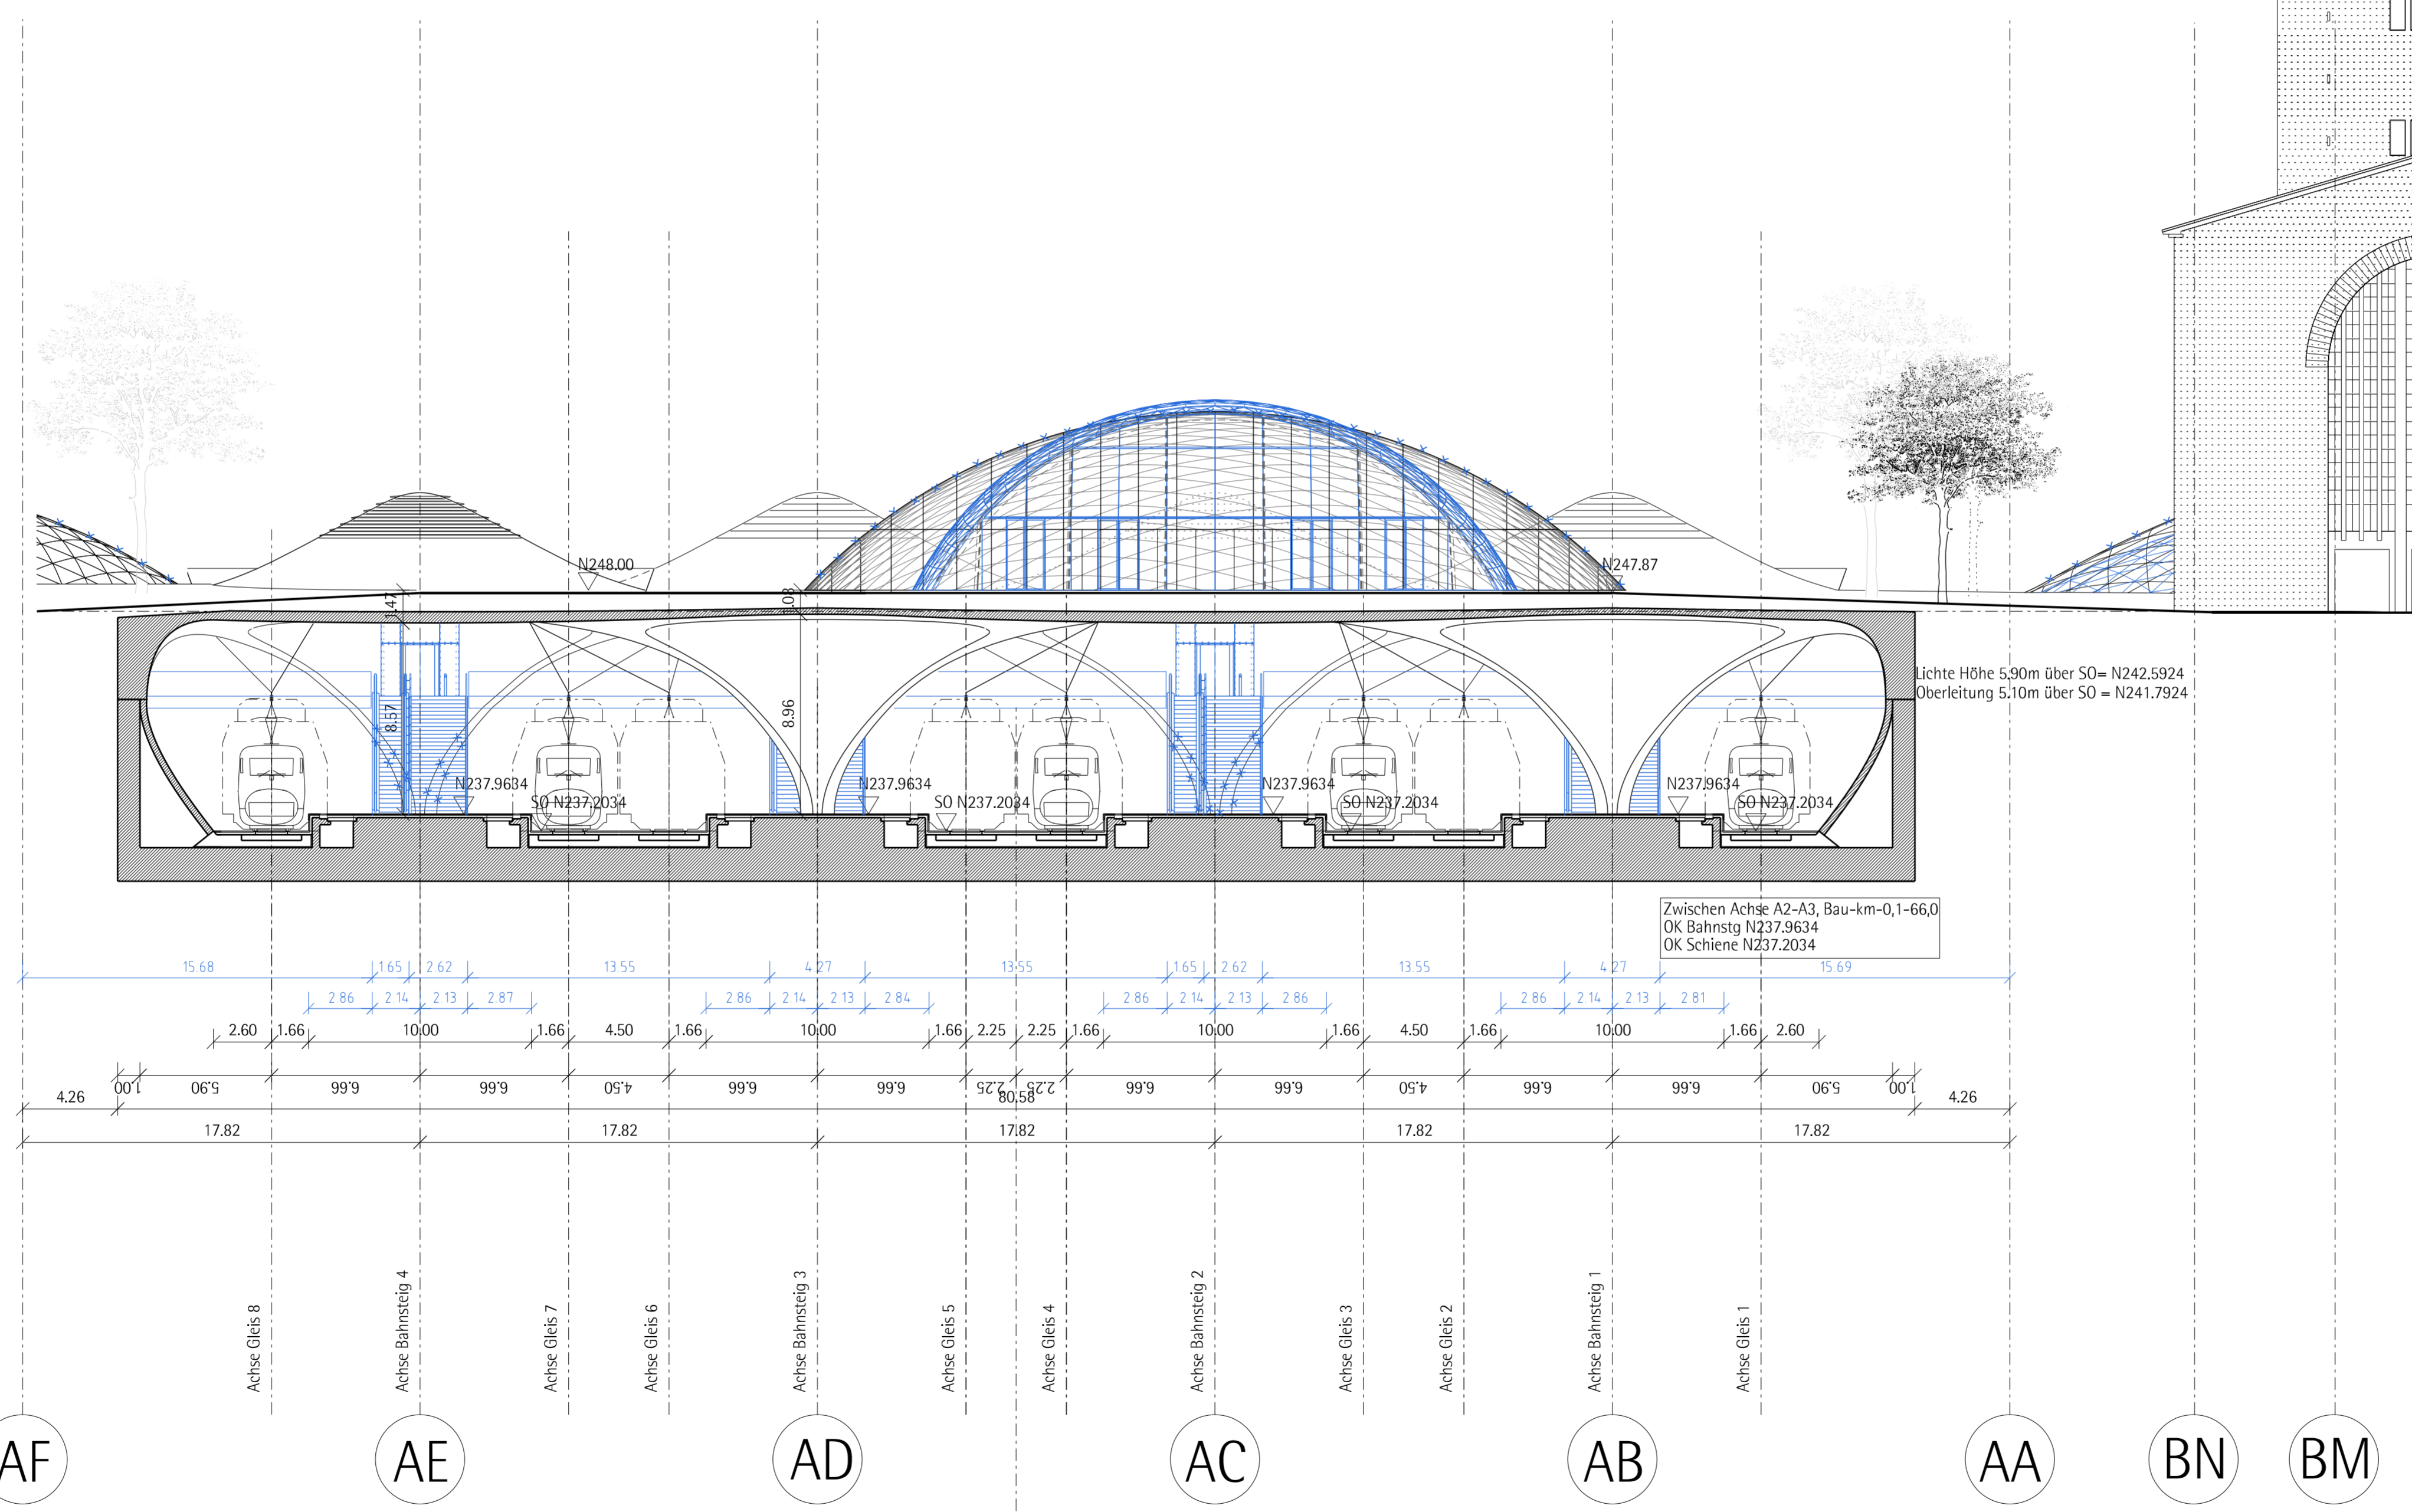 N248.00
N247.87
1.47
1.03
Lichte Höhe 5.90m über SO= N242.5924
Oberleitung 5.10m über SO = N241.7924
8.57
8.96
N237.9634
N237.9634
N237.9634
N237.9634
SO N237.2034
SO N237.2034
SO N237.2034
SO N237.2034
Zwischen Achse A2-A3, Bau-km-0,1-66,0
OK Bahnstg N237.9634
OK Schiene N237.2034
15.68 1.65 2.62 13.55 4.27 13.55 1.65 2.62 13.55 4.27 15.69
2.86 2.14 2.13 2.87 2.86 2.14 2.13 2.84 2.86 2.14 2.13 2.86 2.86 2.14 2.13 2.81
2.60 1.66 10.00 1.66 4.50 1.66 10.00 1.66 2.25 2.25 1.66 10.00 1.66 4.50 1.66 10.00 1.66 2.60
1.00 5.90 6.66 6.66 4.50 6.66 6.66 2.25 2.25 6.66 6.66 4.50 6.66 6.66 5.90 1.00
4.26 80.58 4.26
17.82 17.82 17.82 17.82 17.82
Achse Gleis 8
Achse Bahnsteig 4
Achse Gleis 7
Achse Gleis 6
Achse Bahnsteig 3
Achse Gleis 5
Achse Gleis 4
Achse Bahnsteig 2
Achse Gleis 3
Achse Gleis 2
Achse Bahnsteig 1
Achse Gleis 1
AF AE AD AC AB AA BN BM